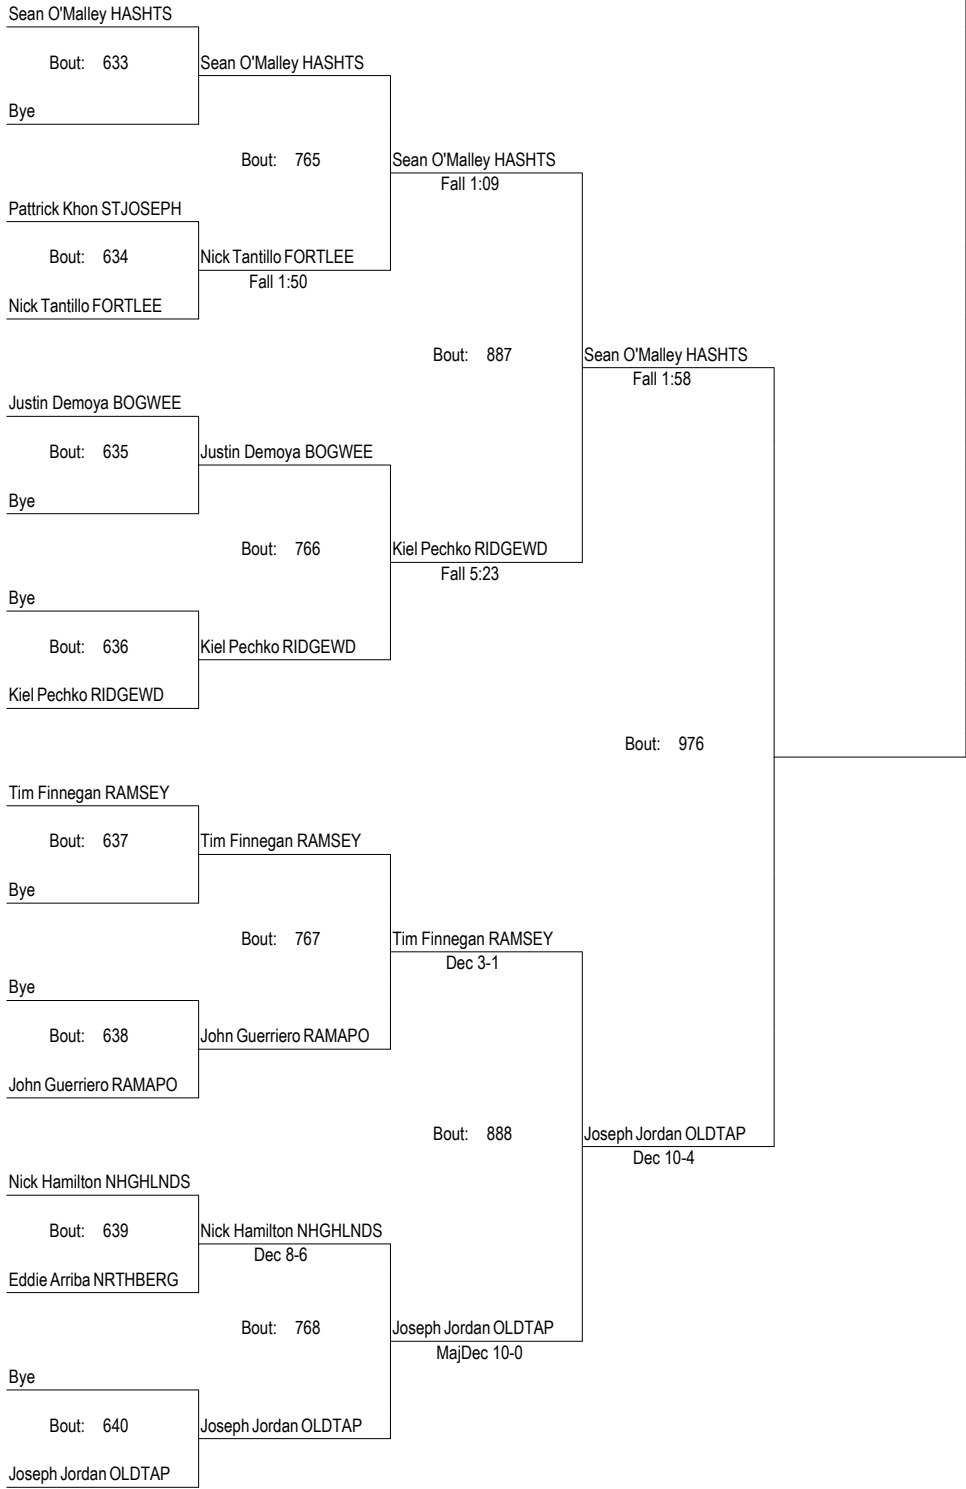 Sean O'Malley HASHTS
Bout: 633
Sean O'Malley HASHTS
Bye
Bout: 765
Sean O'Malley HASHTS
Fall 1:09
Pattrick Khon STJOSEPH
Bout: 634
Nick Tantillo FORTLEE
Fall 1:50
Nick Tantillo FORTLEE
Bout: 887
Sean O'Malley HASHTS
Fall 1:58
Justin Demoya BOGWEE
Bout: 635
Justin Demoya BOGWEE
Bye
Bout: 766
Kiel Pechko RIDGEWD
Fall 5:23
Bye
Bout: 636
Kiel Pechko RIDGEWD
Kiel Pechko RIDGEWD
Bout: 976
Tim Finnegan RAMSEY
Bout: 637
Tim Finnegan RAMSEY
Bye
Bout: 767
Tim Finnegan RAMSEY
Dec 3-1
Bye
Bout: 638
John Guerriero RAMAPO
John Guerriero RAMAPO
Bout: 888
Joseph Jordan OLDTAP
Dec 10-4
Nick Hamilton NHGHLNDS
Bout: 639
Nick Hamilton NHGHLNDS
Dec 8-6
Eddie Arriba NRTHBERG
Bout: 768
Joseph Jordan OLDTAP
MajDec 10-0
Bye
Bout: 640
Joseph Jordan OLDTAP
Joseph Jordan OLDTAP